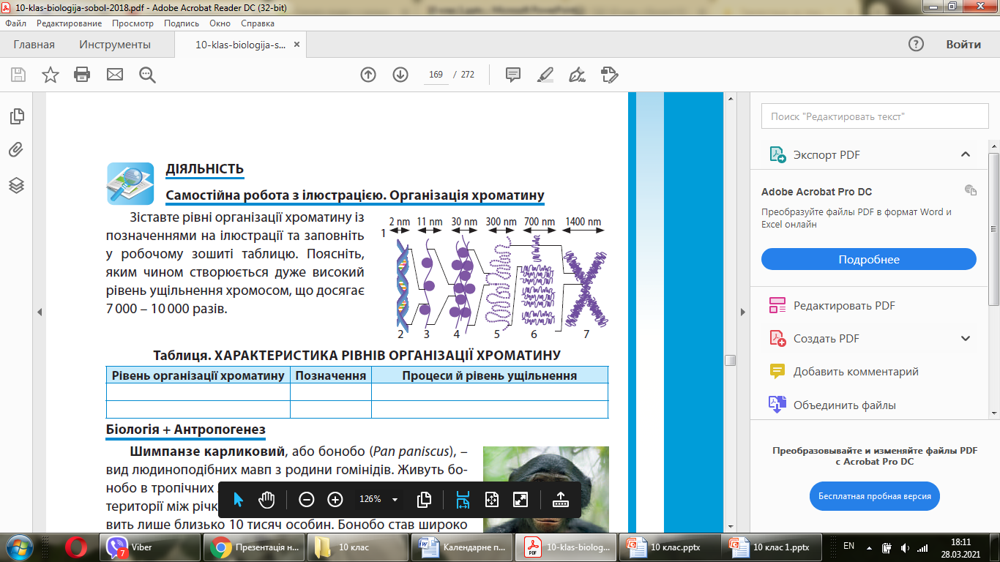 10-klas-biologija-sobol-2018.pdf - Adobe Acrobat Reader DC (32-bit)
Файл Редактирование Просмотр Подпись Окно Справка
Главная Инструменты 10-klas-biologija-s... × Войти
169 / 272
ДІЯЛЬНІСТЬ
Самостійна робота з ілюстрацією. Організація хроматину
Зіставте рівні організації хроматину із
позначеннями на ілюстрації та заповніть
у робочому зошиті таблицю. Поясніть,
яким чином створюється дуже високий
рівень ущільнення хромосом, що досягає
7 000 – 10 000 разів.
2 nm 11 nm 30 nm 300 nm 700 nm 1400 nm
1
2 3 4 5 6 7
Таблиця. ХАРАКТЕРИСТИКА РІВНІВ ОРГАНІЗАЦІЇ ХРОМАТИНУ
Рівень організації хроматину Позначення Процеси й рівень ущільнення
Біологія + Антропогенез
Шимпанзе карликовий, або бонобо (Pan paniscus), –
вид людиноподібних мавп з родини гомінідів. Живуть бо-
нобо в тропічних
території між річк
вить лише близько 10 тисяч особин. Бонобо став широко
126%
Поиск "Редактировать текст"
Экспорт PDF
Adobe Acrobat Pro DC
Преобразуйте файлы PDF в формат Word и
Excel онлайн
Подробнее
Редактировать PDF
Создать PDF
Добавить комментарий
Объединить файлы
Преобразовывайте и изменяйте файлы PDF
с Acrobat Pro DC
Бесплатная пробная версия
7 Viber Презентація н... 10 клас Календарне п... 10-klas-biolog... 10 клас.pptx 10 клас 1.pptx EN 18:11
28.03.2021